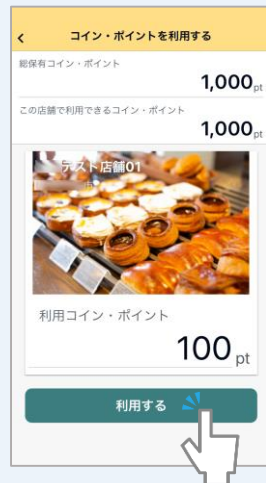 コイン・ポイントを利用する
総保有コイン・ポイント
1,000pt
この店舗で利用できるコイン・ポイント
1,000pt
テスト店舗01
利用コイン・ポイント
100 pt
利用する